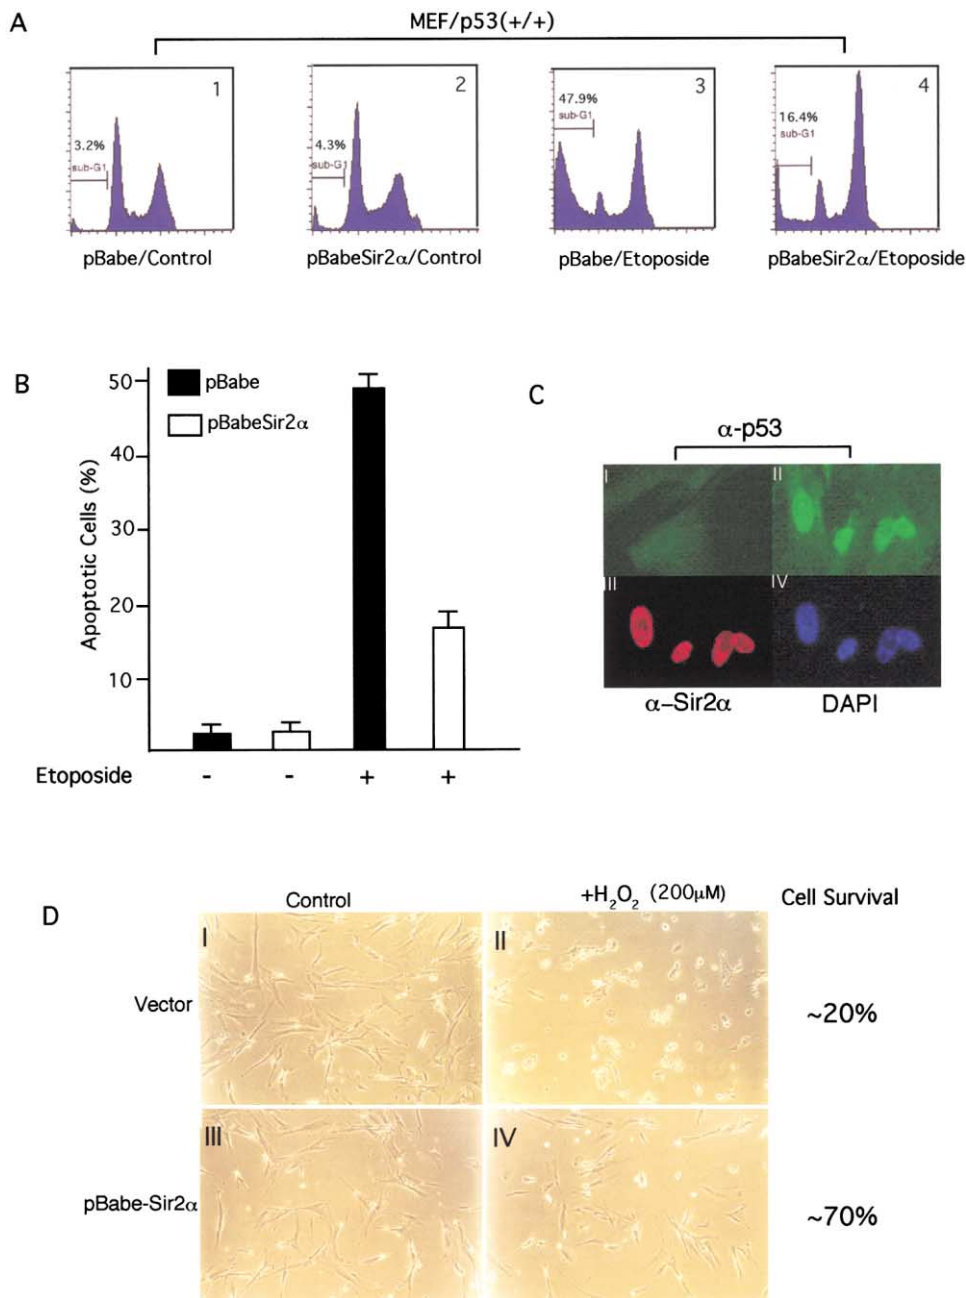 A
MEF/p53(+/+)
1
3.2%
sub-G1
pBabe/Control
2
4.3%
sub-G1
pBabeSir2α/Control
3
47.9%
sub-G1
pBabe/Etoposide
4
16.4%
sub-G1
pBabeSir2α/Etoposide
B
pBabe
pBabeSir2α
Apoptotic Cells (%)
50
40
30
20
10
Etoposide - - + +
C
α-p53
I
II
III
IV
α–Sir2α
DAPI
D
Control
+H₂O₂ (200µM)
Cell Survival
Vector
I
II
~20%
pBabe-Sir2α
III
IV
~70%